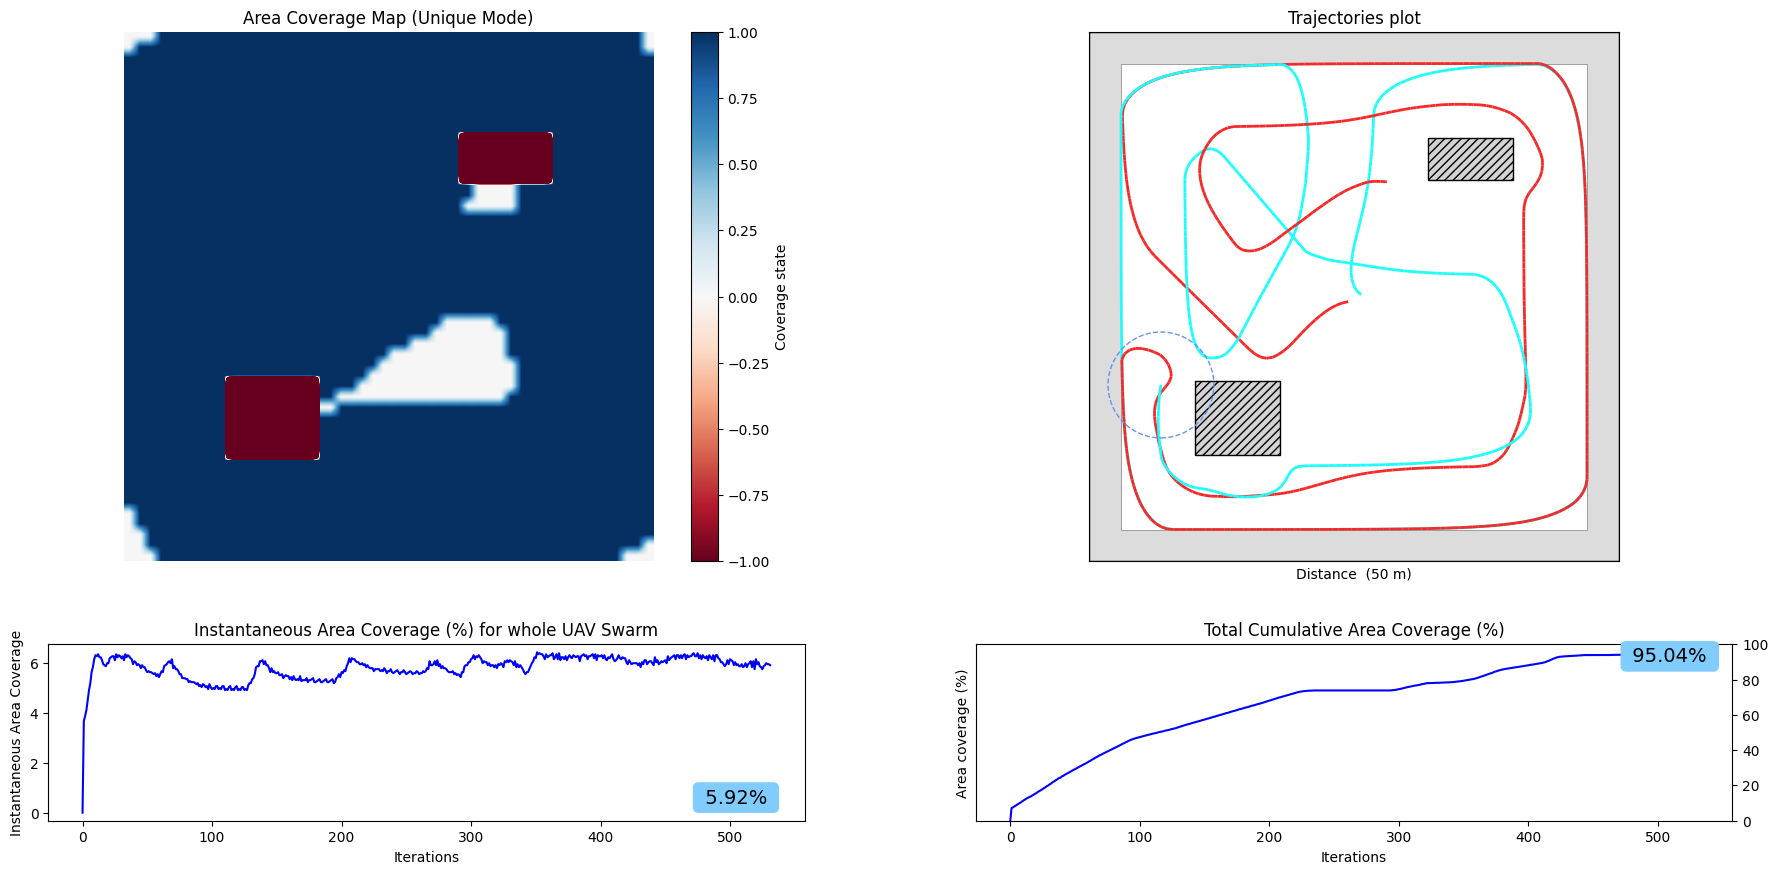 Area Coverage Map (Unique Mode)
1.00
0.75
0.50
0.25
0.00
−0.25
−0.50
−0.75
−1.00
Coverage state
Trajectories plot
Distance  (50 m)
Instantaneous Area Coverage (%) for whole UAV Swarm
Instantaneous Area Coverage
6
4
2
0
5.92%
0 100 200 300 400 500
Iterations
Total Cumulative Area Coverage (%)
Area coverage (%)
95.04%
100
80
60
40
20
0
0 100 200 300 400 500
Iterations